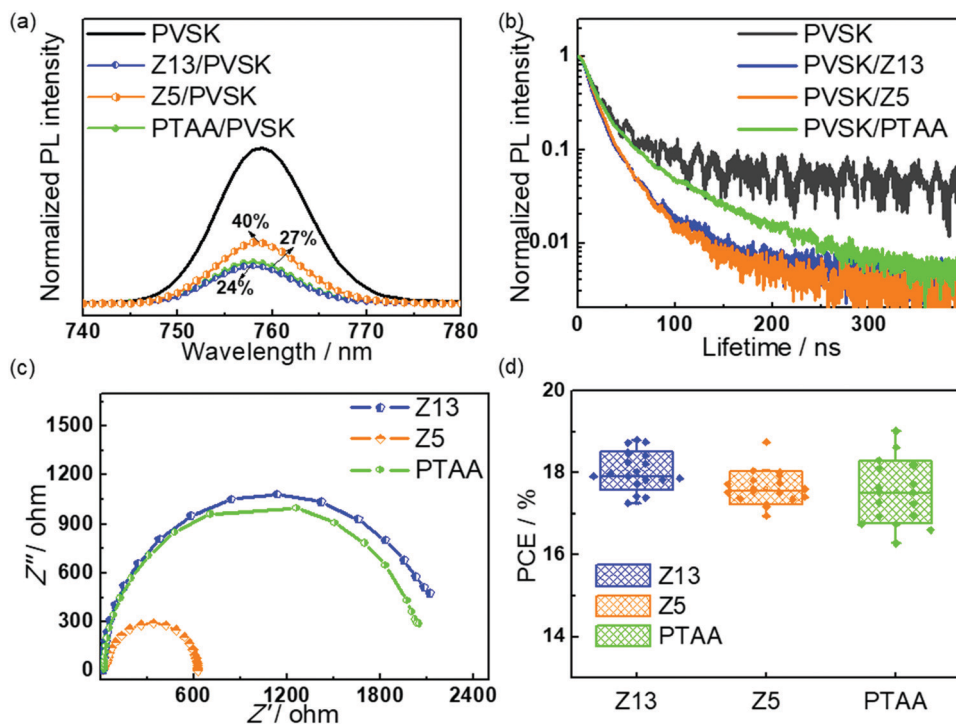 (a)
PVSK
Z13/PVSK
Z5/PVSK
PTAA/PVSK
40%
27%
24%
Normalized PL intensity
740 750 760 770 780
Wavelength / nm
(b)
PVSK
PVSK/Z13
PVSK/Z5
PVSK/PTAA
Normalized PL intensity
1
0.1
0.01
0 100 200 300
Lifetime / ns
(c)
Z13
Z5
PTAA
Z″/ ohm
1500
1200
900
600
300
0
600 1200 1800 2400
Z′/ ohm
(d)
PCE / %
20
18
16
14
Z13
Z5
PTAA
Z13 Z5 PTAA